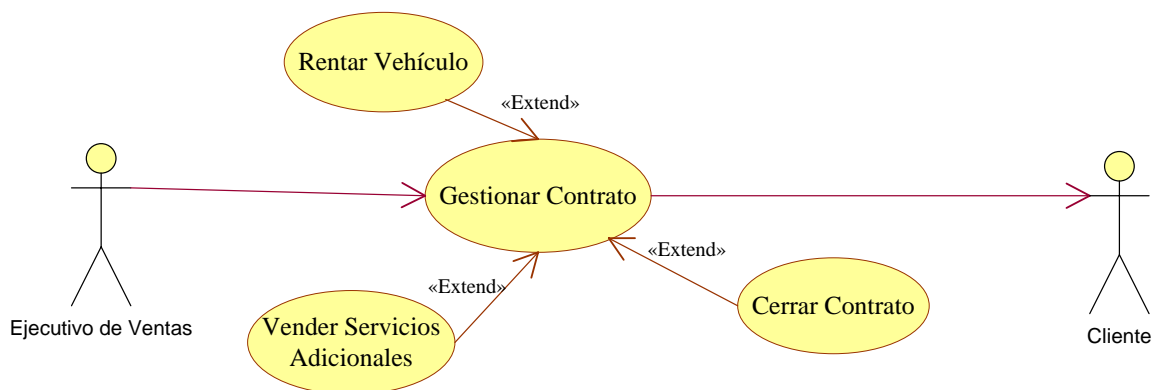 Rentar Vehículo
«Extend»
Gestionar Contrato
«Extend»
«Extend»
Cerrar Contrato
Vender Servicios
Adicionales
Ejecutivo de Ventas
Cliente